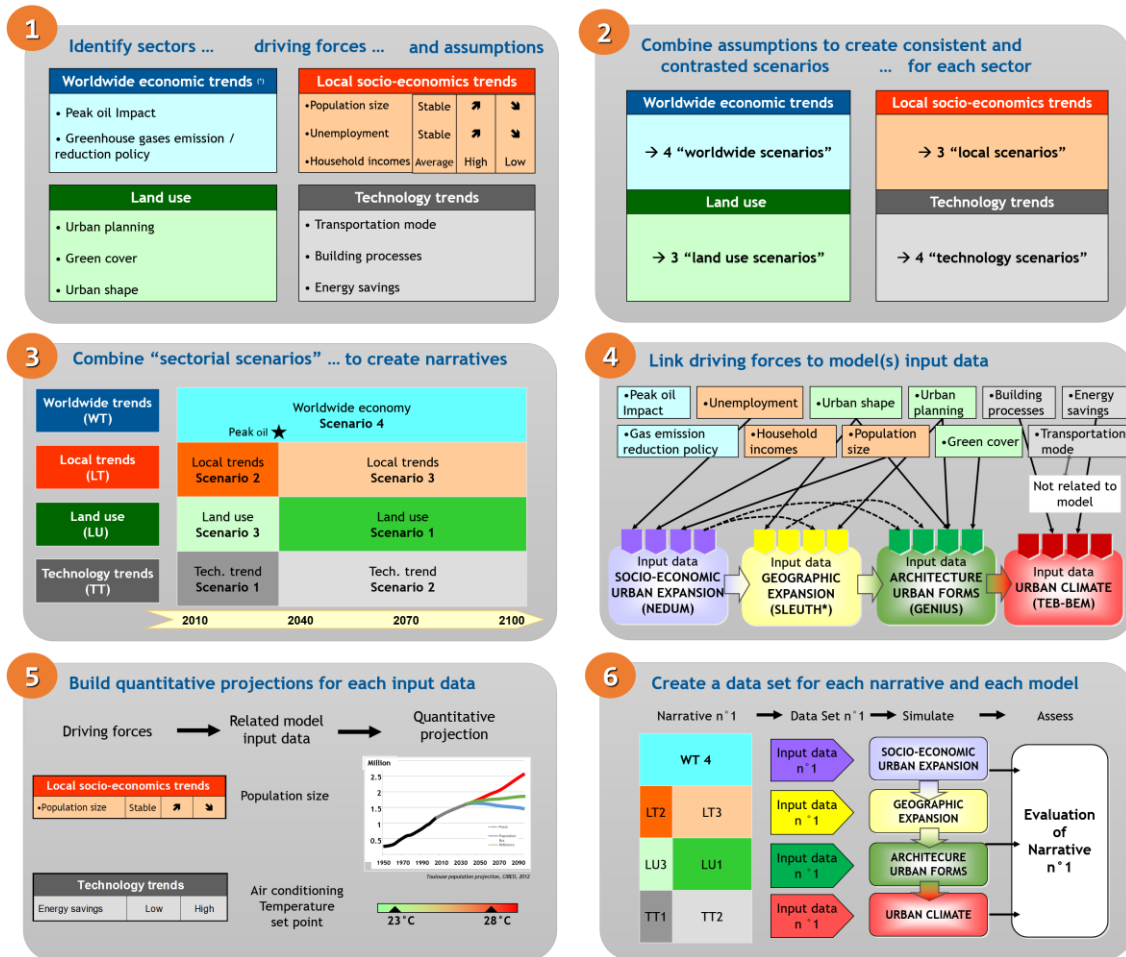 1
Identify sectors … driving forces … and assumptions
Worldwide economic trends (*)
• Peak oil Impact
• Greenhouse gases emission /
reduction policy
Local socio-economics trends
•Population size Stable ➚ ➘
•Unemployment Stable ➚ ➘
•Household incomes Average High Low
Land use
• Urban planning
• Green cover
• Urban shape
Technology trends
• Transportation mode
• Building processes
• Energy savings
2
Combine assumptions to create consistent and
contrasted scenarios … for each sector
Worldwide economic trends
→ 4 “worldwide scenarios”
Local socio-economics trends
→ 3 “local scenarios”
Land use
→ 3 “land use scenarios”
Technology trends
→ 4 “technology scenarios”
3
Combine “sectorial scenarios” … to create narratives
Worldwide trends
(WT)
Worldwide economy
Scenario 4
Peak oil ★
Local trends
(LT)
Local trends
Scenario 2
Local trends
Scenario 3
Land use
(LU)
Land use
Scenario 3
Land use
Scenario 1
Technology trends
(TT)
Tech. trend
Scenario 1
Tech. trend
Scenario 2
2010 2040 2070 2100
4
Link driving forces to model(s) input data
•Peak oil
Impact
•Unemployment
•Urban shape
•Urban
planning
•Building
processes
•Energy
savings
•Gas emission
reduction policy
•Household
incomes
•Population
size
•Green cover
•Transportation
mode
Not related to
model
Input data
SOCIO-ECONOMIC
URBAN EXPANSION
(NEDUM)
Input data
GEOGRAPHIC
EXPANSION
(SLEUTH*)
Input data
ARCHITECTURE
URBAN FORMS
(GENIUS)
Input data
URBAN CLIMATE
(TEB-BEM)
5
Build quantitative projections for each input data
Driving forces
Related model
input data
Quantitative
projection
Local socio-economics trends
•Population size Stable ➚ ➘
Population size
Million
2.5
2
1.5
1
0.5
1950 1970 1990 2010 2030 2050 2070 2090
Population
Reference
Toulouse population projection, CIRED, 2012
Technology trends
Energy savings Low High
Air conditioning
Temperature
set point
23°C 28°C
6
Create a data set for each narrative and each model
Narrative n°1 Data Set n°1 Simulate Assess
WT 4
LT2 LT3
LU3 LU1
TT1 TT2
Input data
n°1
Input data
n°1
Input data
n°1
Input data
n°1
SOCIO-ECONOMIC
URBAN EXPANSION
GEOGRAPHIC
EXPANSION
ARCHITECURE
URBAN FORMS
URBAN CLIMATE
Evaluation
of
Narrative
n°1